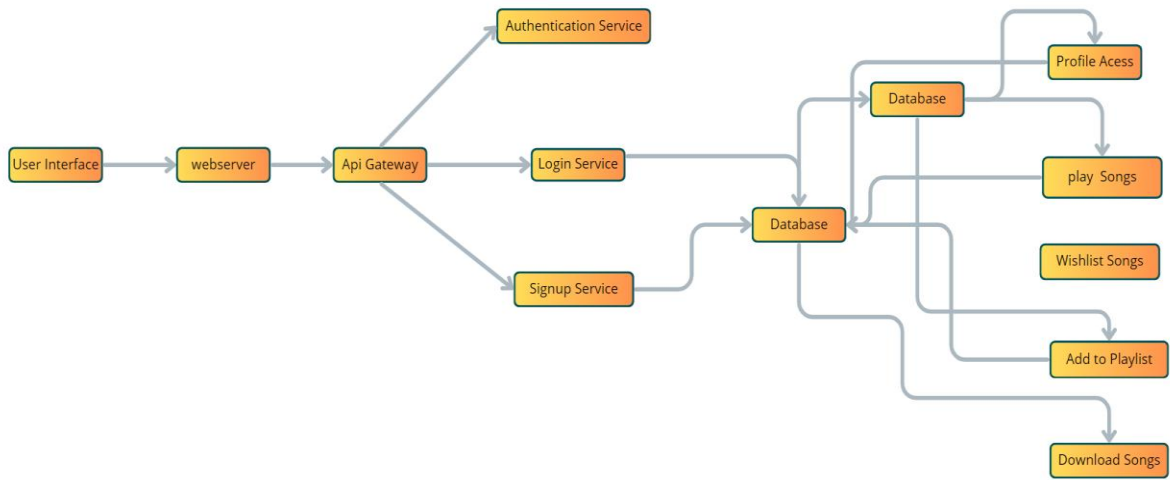 Authentication Service
Profile Acess
Database
User Interface
webserver
Api Gateway
Login Service
play Songs
Database
Wishlist Songs
Signup Service
Add to Playlist
Download Songs